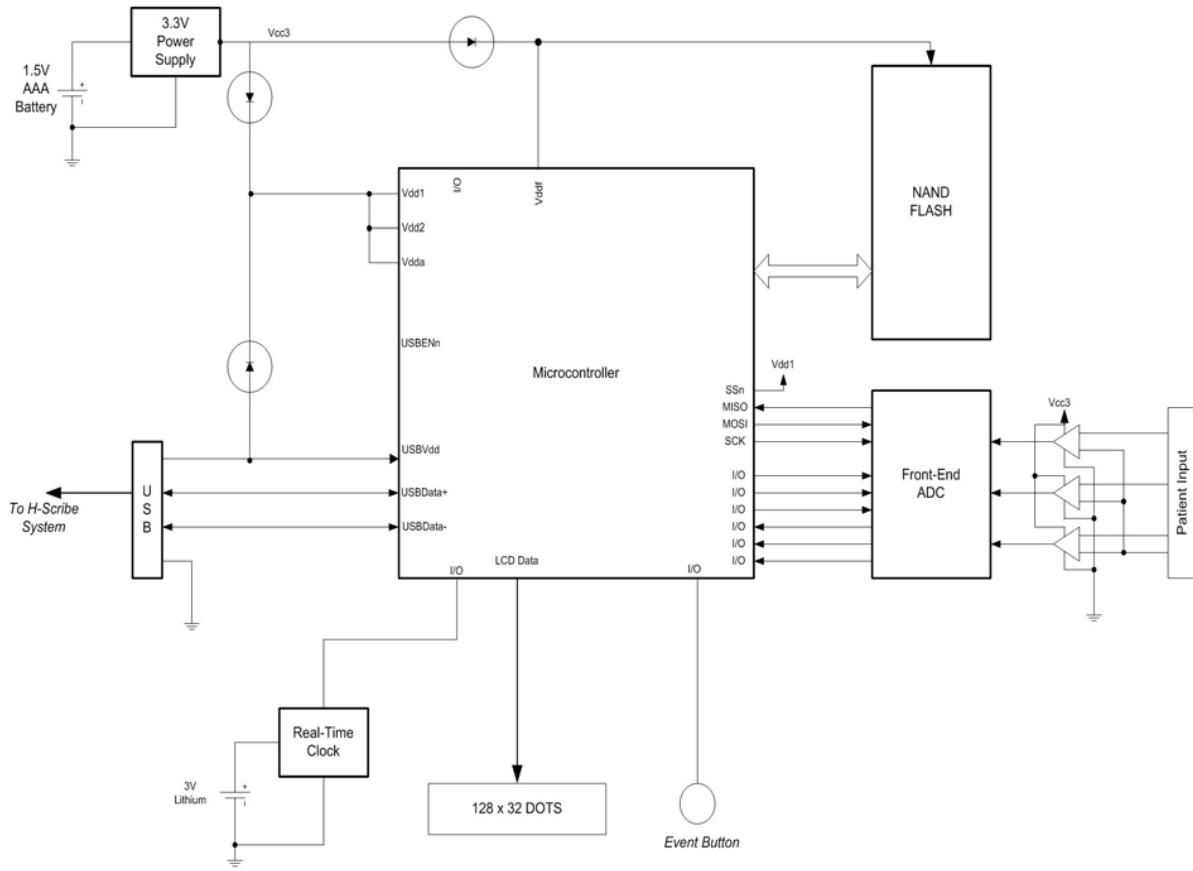 3.3V
Power
Supply
Vcc3
1.5V
AAA
Battery
+
-
I/O
Vddf
NAND
FLASH
Vdd1
Vdd2
Vdda
USBENn
Microcontroller
Vdd1
SSn
MISO
MOSI
SCK
I/O
I/O
I/O
I/O
I/O
I/O
Front-End
ADC
Vcc3
Patient Input
USBVdd
USBData+
USBData-
U
S
B
To H-Scribe
System
I/O
LCD Data
I/O
Real-Time
Clock
3V
Lithium
+
-
128 x 32 DOTS
Event Button